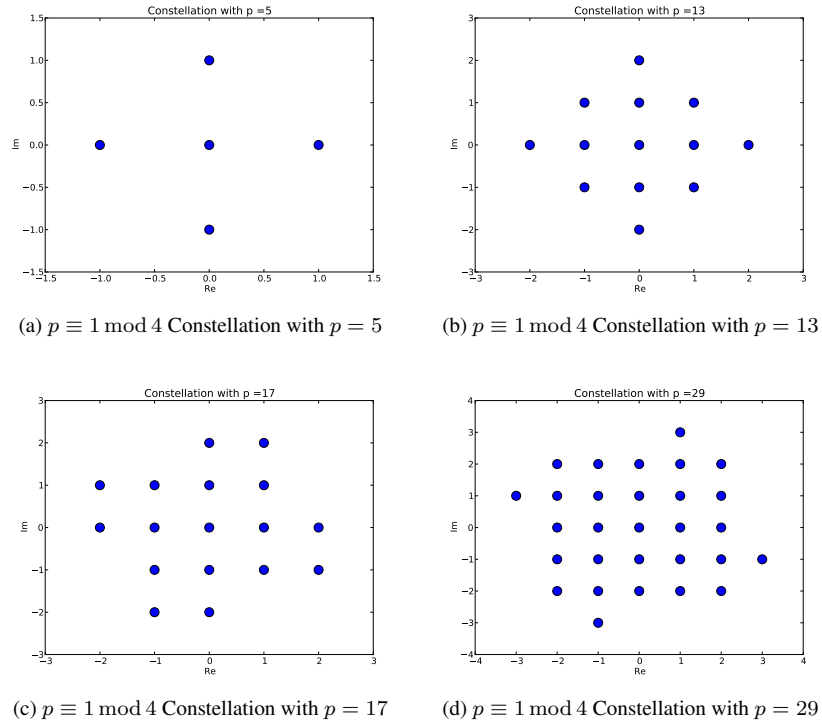 Constellation with p =5
1.5
1.0
0.5
0.0
−0.5
−1.0
−1.5
−1.5 −1.0 −0.5 0.0 0.5 1.0 1.5
Im
Re
(a) p ≡ 1 mod 4 Constellation with p = 5
Constellation with p =13
3
2
1
0
−1
−2
−3
−3 −2 −1 0 1 2 3
Im
Re
(b) p ≡ 1 mod 4 Constellation with p = 13
Constellation with p =17
3
2
1
0
−1
−2
−3
−3 −2 −1 0 1 2 3
Im
Re
(c) p ≡ 1 mod 4 Constellation with p = 17
Constellation with p =29
4
3
2
1
0
−1
−2
−3
−4
−4 −3 −2 −1 0 1 2 3 4
Im
Re
(d) p ≡ 1 mod 4 Constellation with p = 29